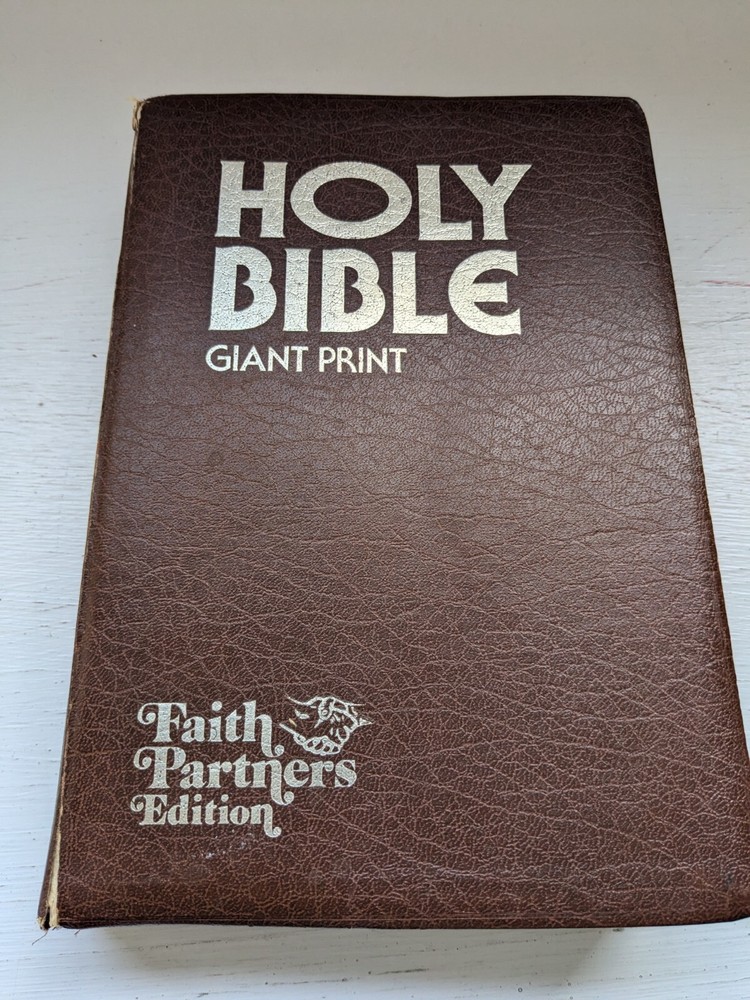 HOLY
BIBLE
GIANT PRINT
Faith
Partners
Edition